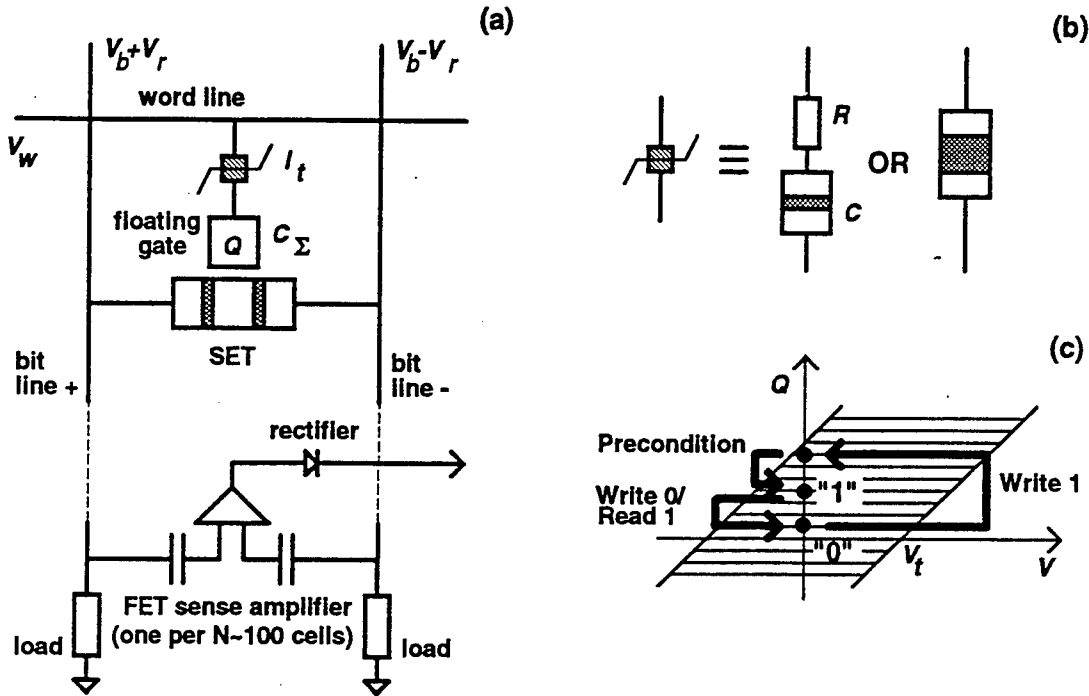 (a)
V_b+V_r
V_b-V_r
word line
V_w
I_t
floating
gate
Q
C_Σ
SET
bit
line +
bit
line -
rectifier
FET sense amplifier
(one per N~100 cells)
load
load
(b)
R
≡
OR
C
(c)
Q
Precondition
"1"
Write 0/
Read 1
Write 1
"0"
V_t
V